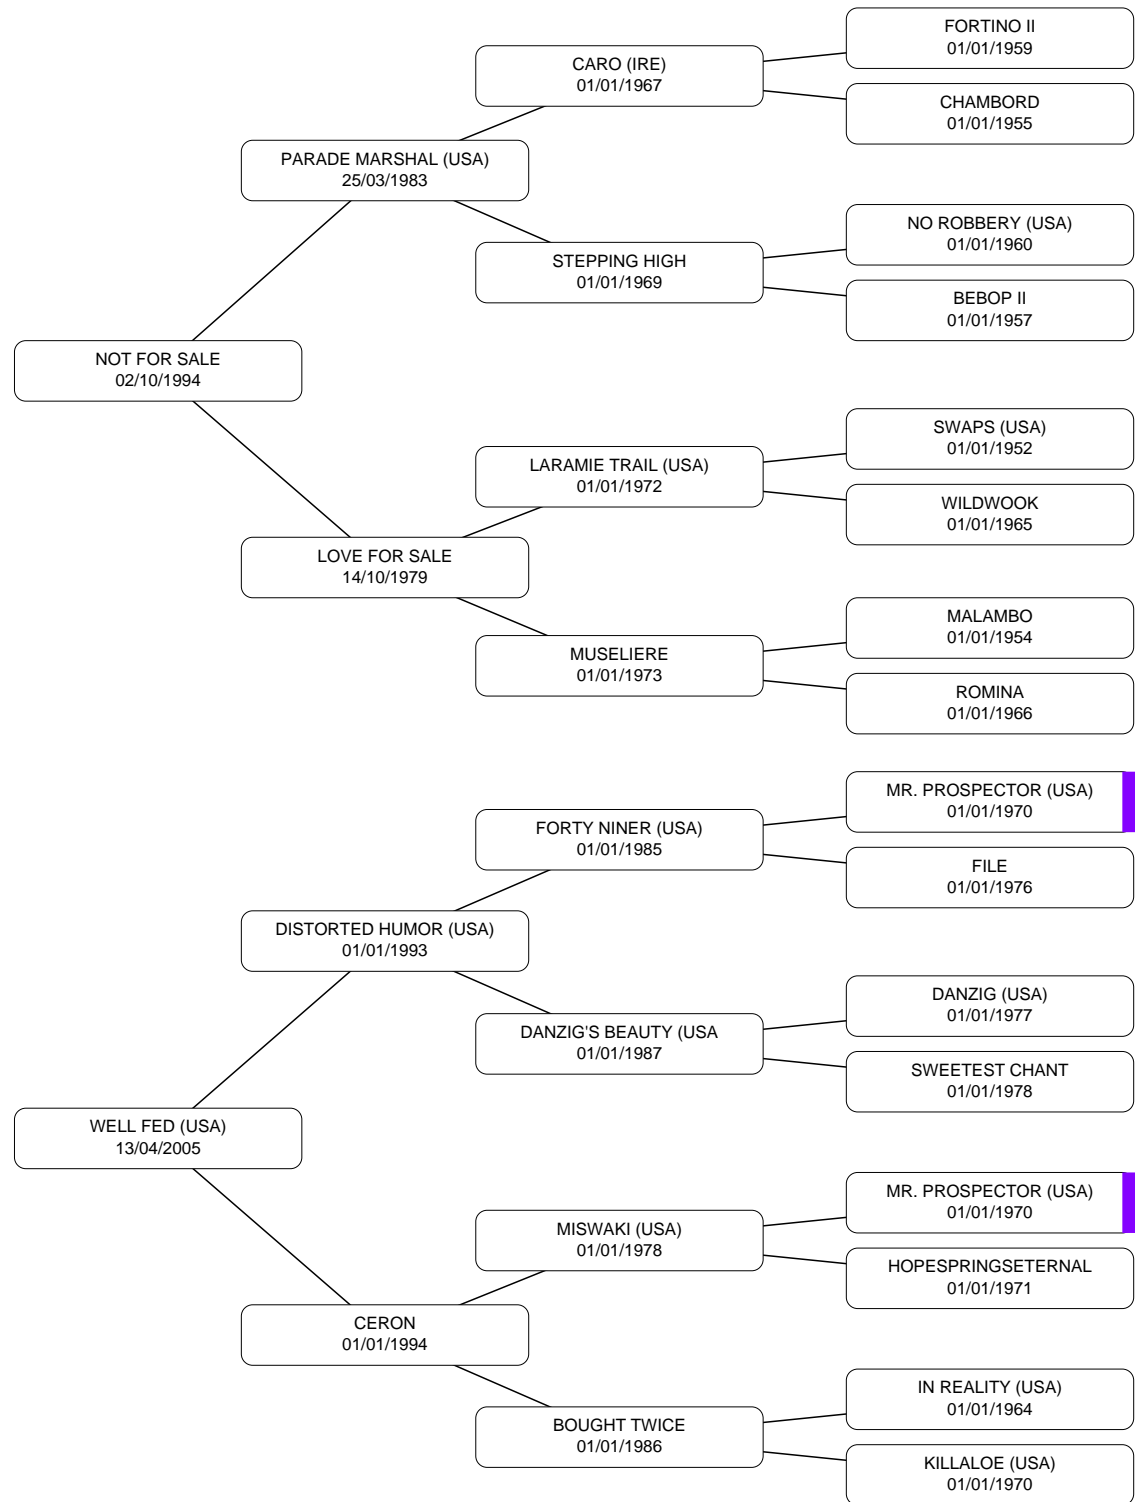 FORTINO II
01/01/1959
CARO (IRE)
01/01/1967
CHAMBORD
01/01/1955
PARADE MARSHAL (USA)
25/03/1983
NO ROBBERY (USA)
01/01/1960
STEPPING HIGH
01/01/1969
BEBOP II
01/01/1957
NOT FOR SALE
02/10/1994
SWAPS (USA)
01/01/1952
LARAMIE TRAIL (USA)
01/01/1972
WILDWOOK
01/01/1965
LOVE FOR SALE
14/10/1979
MALAMBO
01/01/1954
MUSELIERE
01/01/1973
ROMINA
01/01/1966
MR. PROSPECTOR (USA)
01/01/1970
FORTY NINER (USA)
01/01/1985
FILE
01/01/1976
DISTORTED HUMOR (USA)
01/01/1993
DANZIG (USA)
01/01/1977
DANZIG'S BEAUTY (USA
01/01/1987
SWEETEST CHANT
01/01/1978
WELL FED (USA)
13/04/2005
MR. PROSPECTOR (USA)
01/01/1970
MISWAKI (USA)
01/01/1978
HOPESPRINGSETERNAL
01/01/1971
CERON
01/01/1994
IN REALITY (USA)
01/01/1964
BOUGHT TWICE
01/01/1986
KILLALOE (USA)
01/01/1970